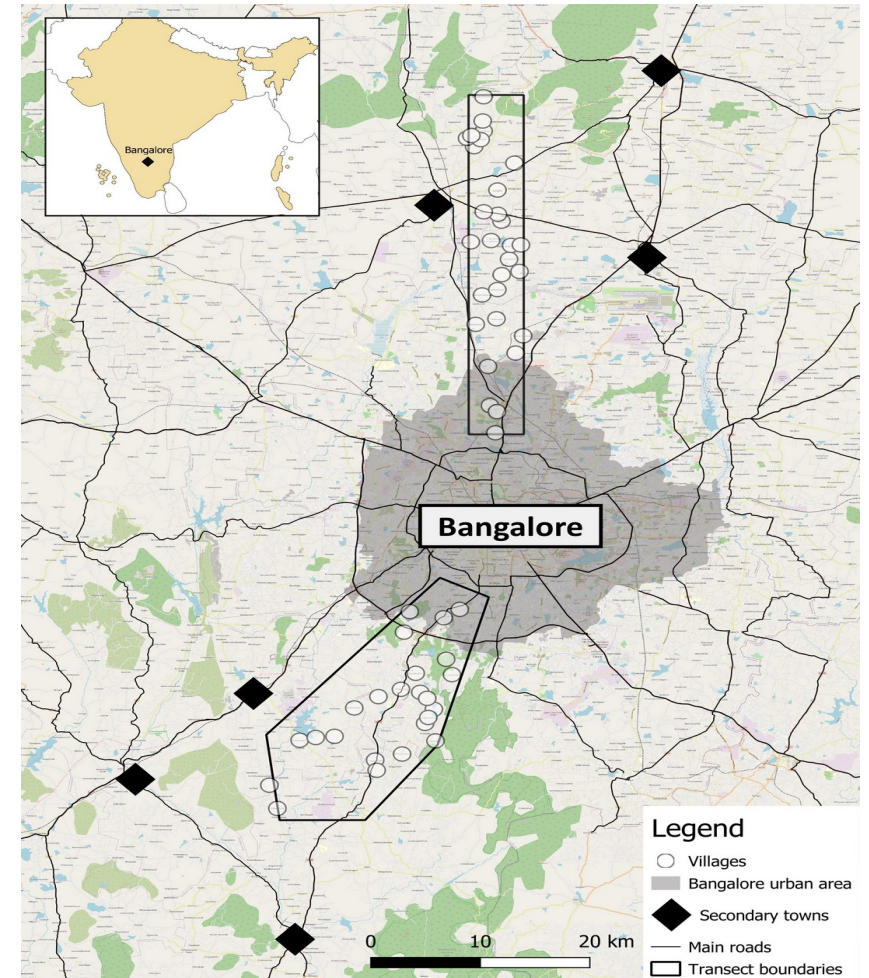 Bangalore
Bangalore
Legend
Villages
Bangalore urban area
Secondary towns
Main roads
Transect boundaries
0 10 20 km